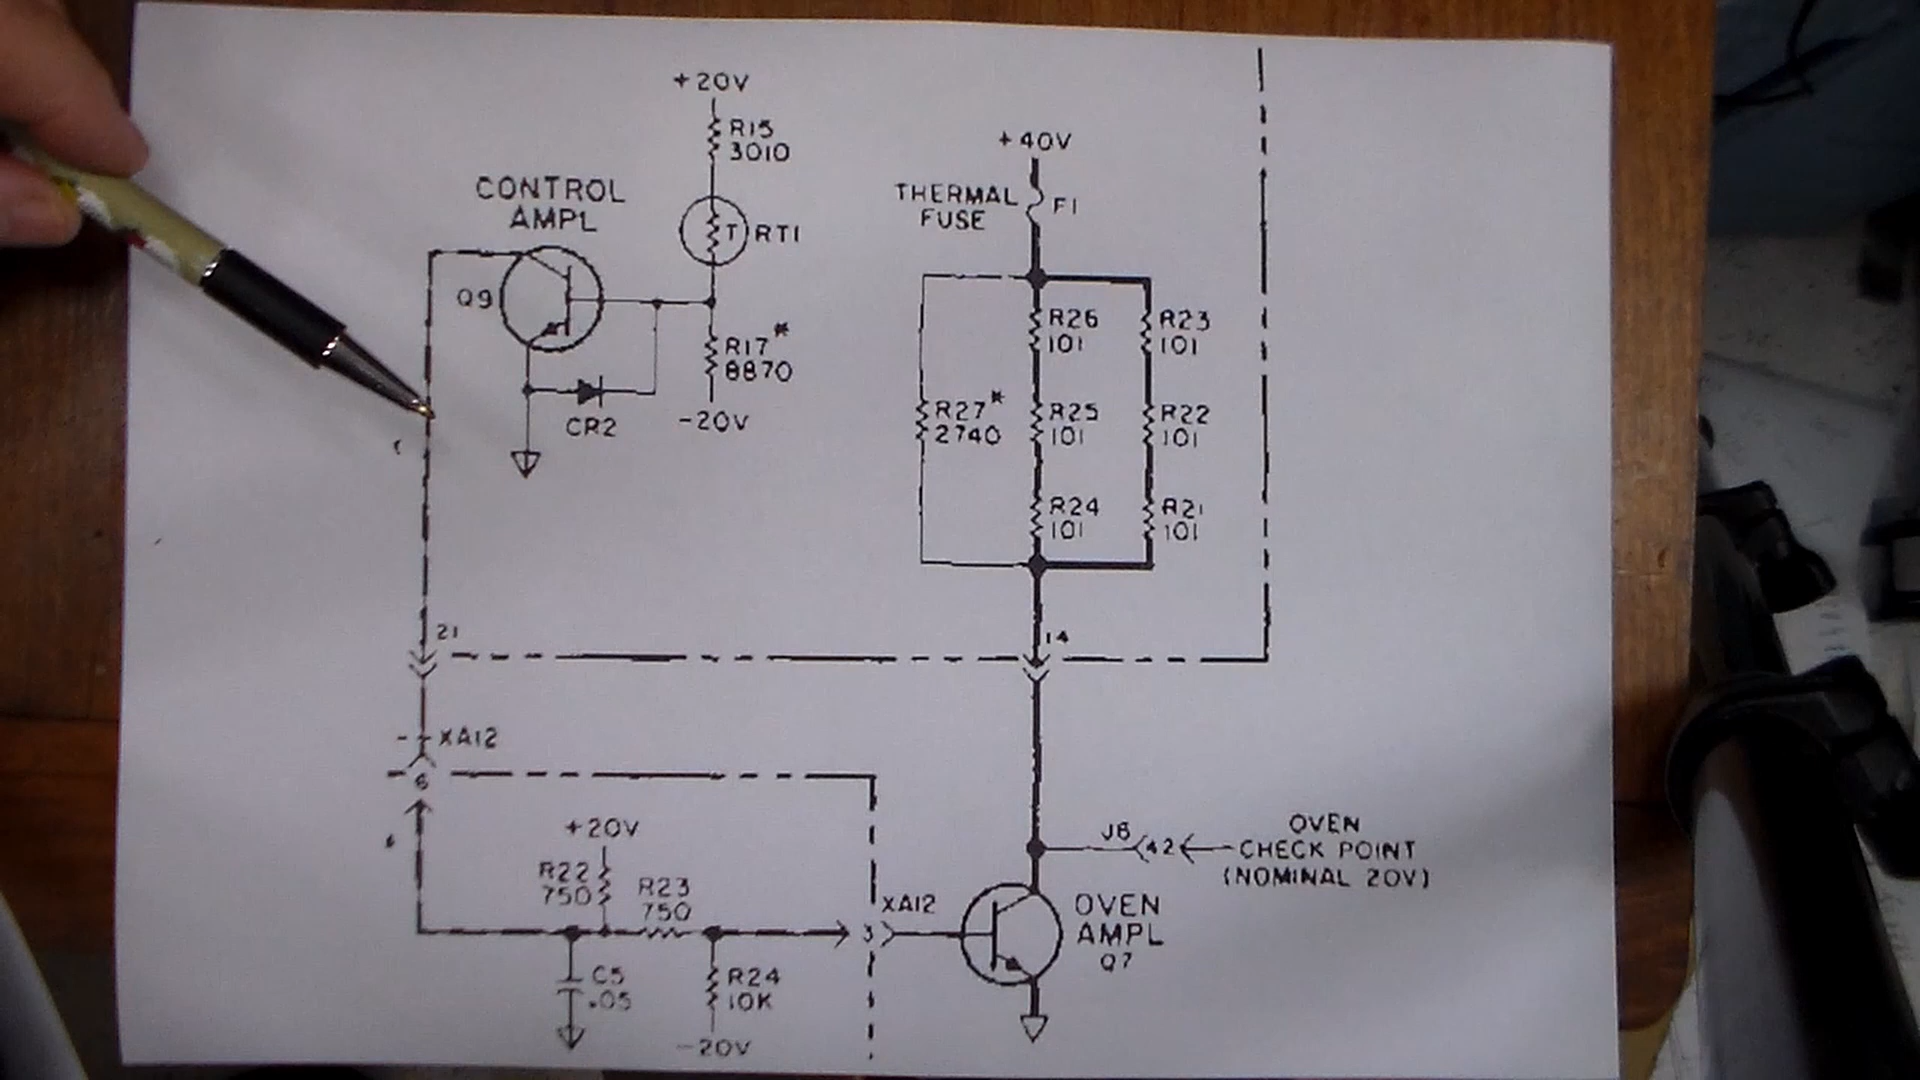 +20V
R15
3010
CONTROL
AMPL
T
RT1
Q9
R17*
8870
CR2
-20V
+40V
THERMAL
FUSE
F1
R26
101
R23
101
R27*
2740
R25
101
R22
101
R24
101
R21
101
21
14
XA12
6
+20V
R22
750
R23
750
C5
.05
R24
10K
-20V
XA12
3
J6
42
OVEN
CHECK POINT
(NOMINAL 20V)
OVEN
AMPL
Q7